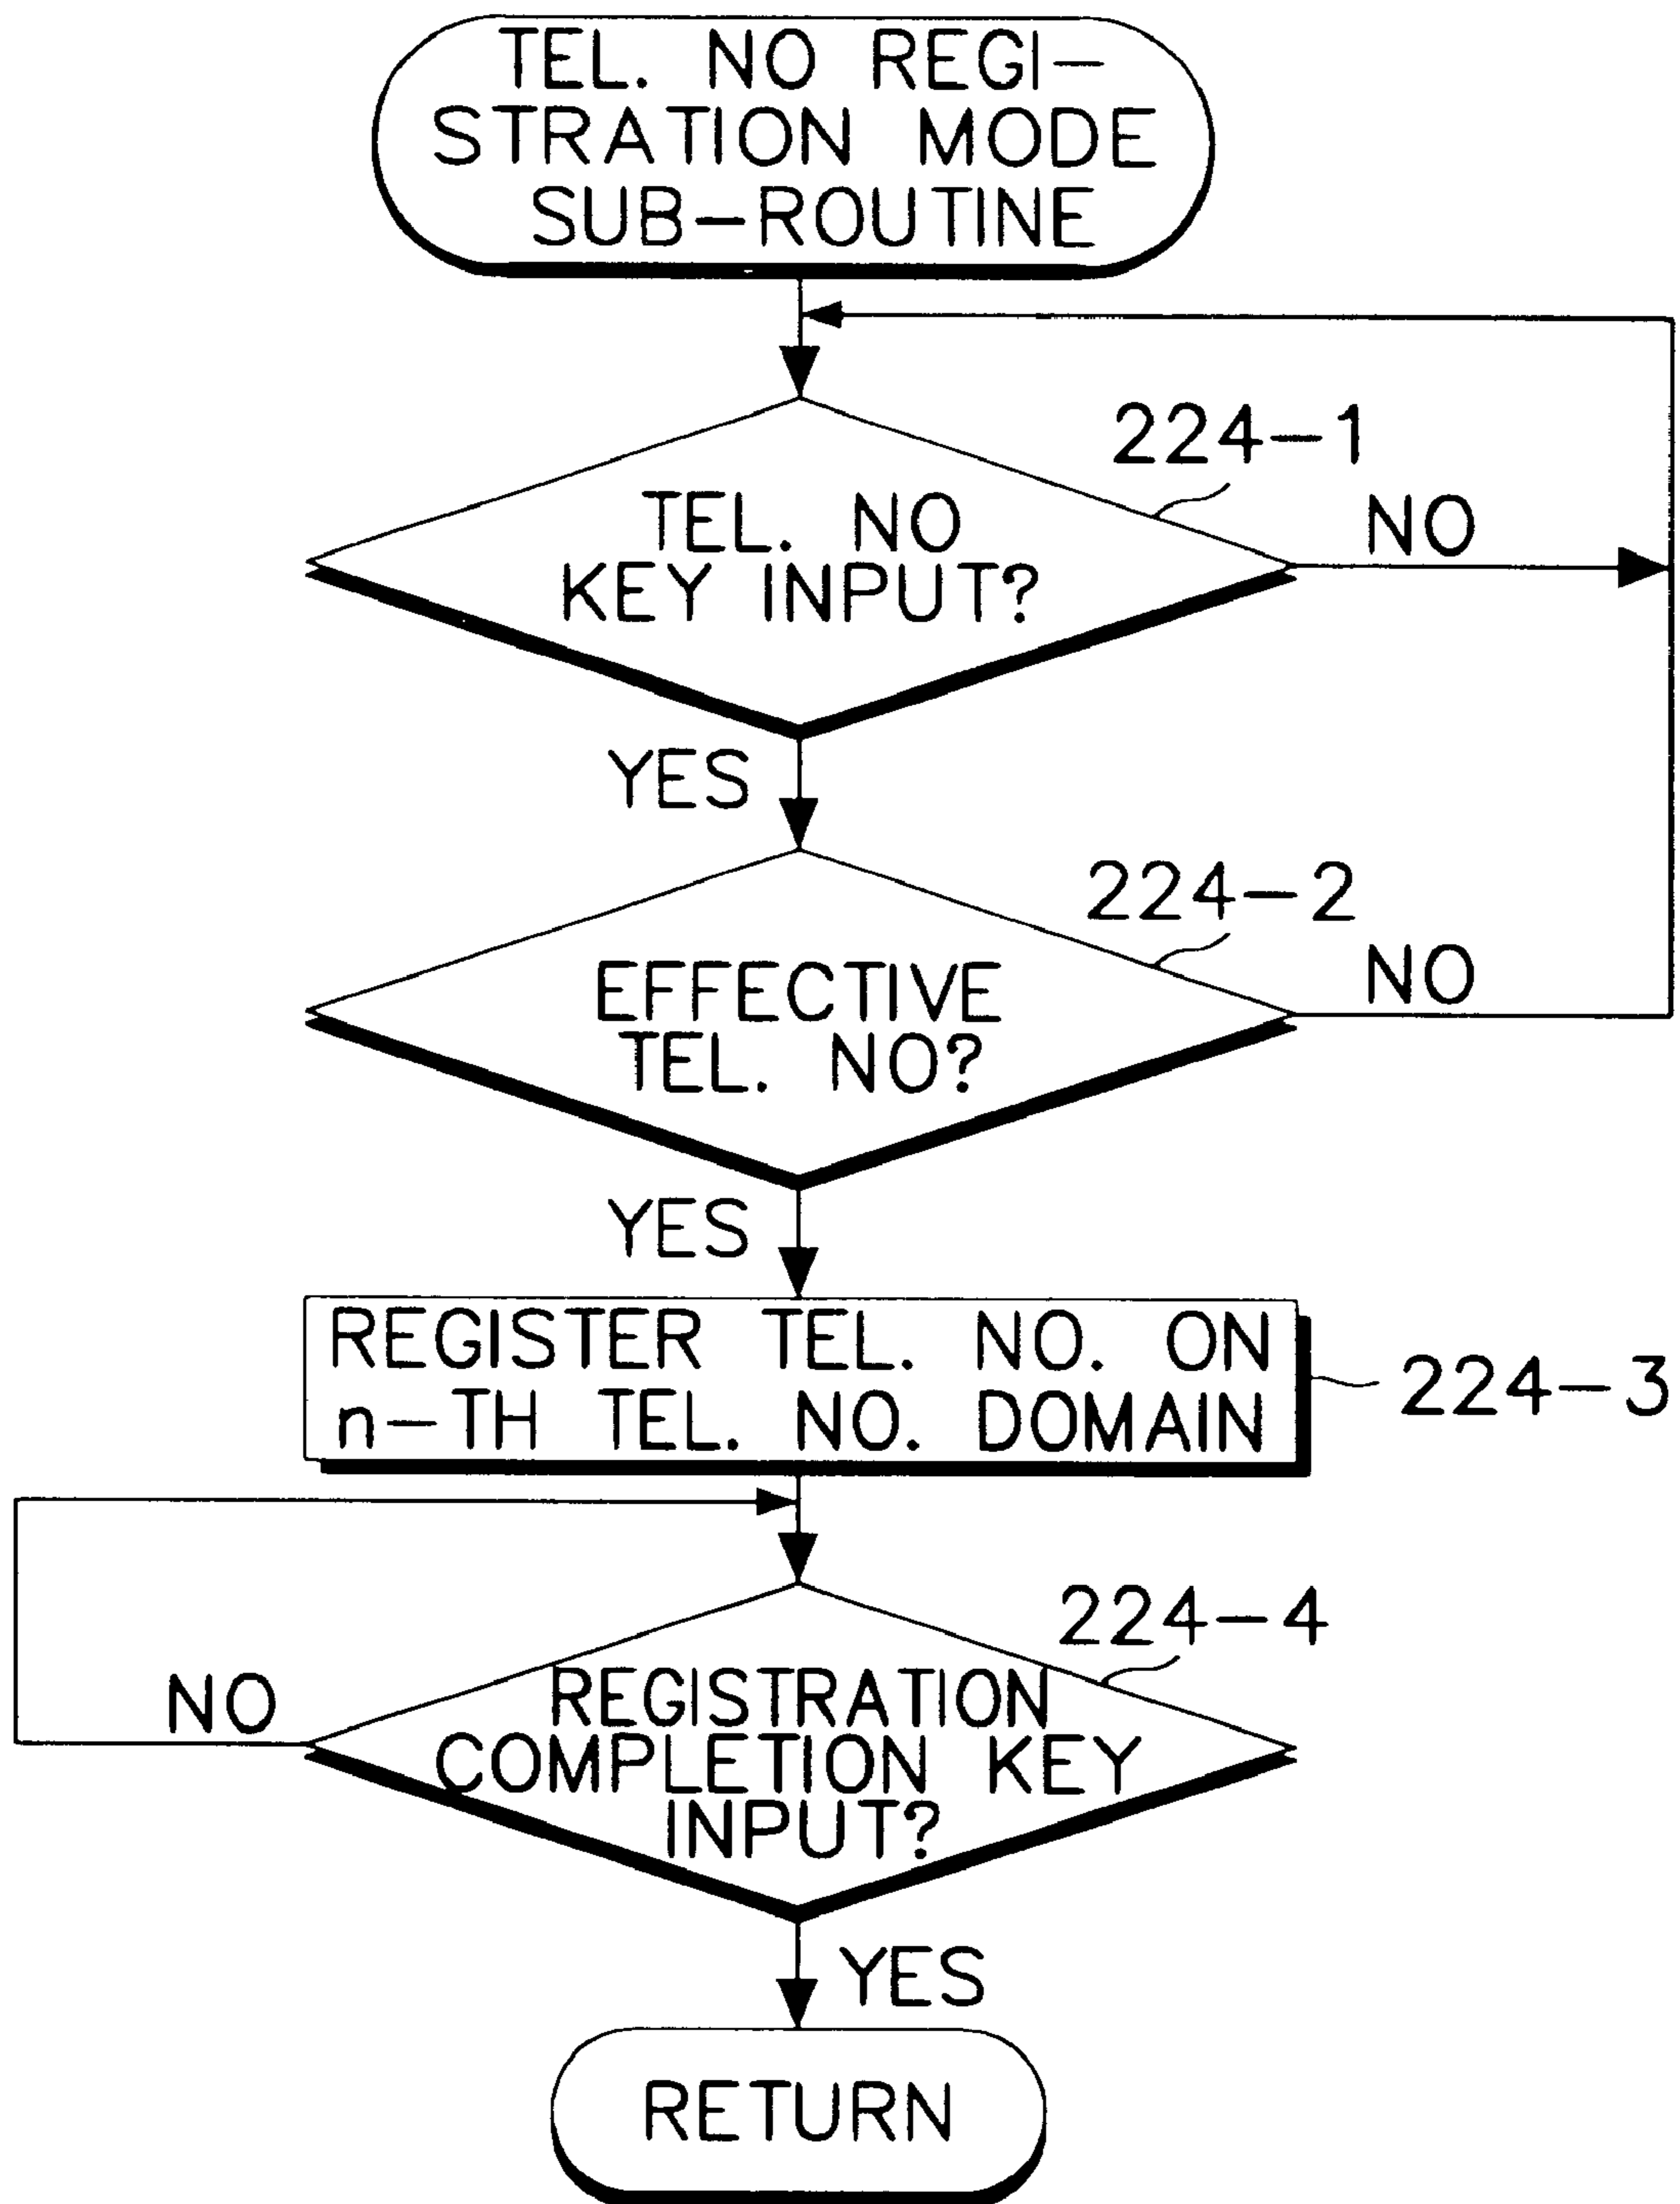 TEL. NO REGI-
STRATION MODE
SUB-ROUTINE
224-1
TEL. NO
KEY INPUT?
NO
YES
224-2
EFFECTIVE
TEL. NO?
NO
YES
REGISTER TEL. NO. ON
n-TH TEL. NO. DOMAIN
224-3
224-4
REGISTRATION
COMPLETION KEY
INPUT?
NO
YES
RETURN